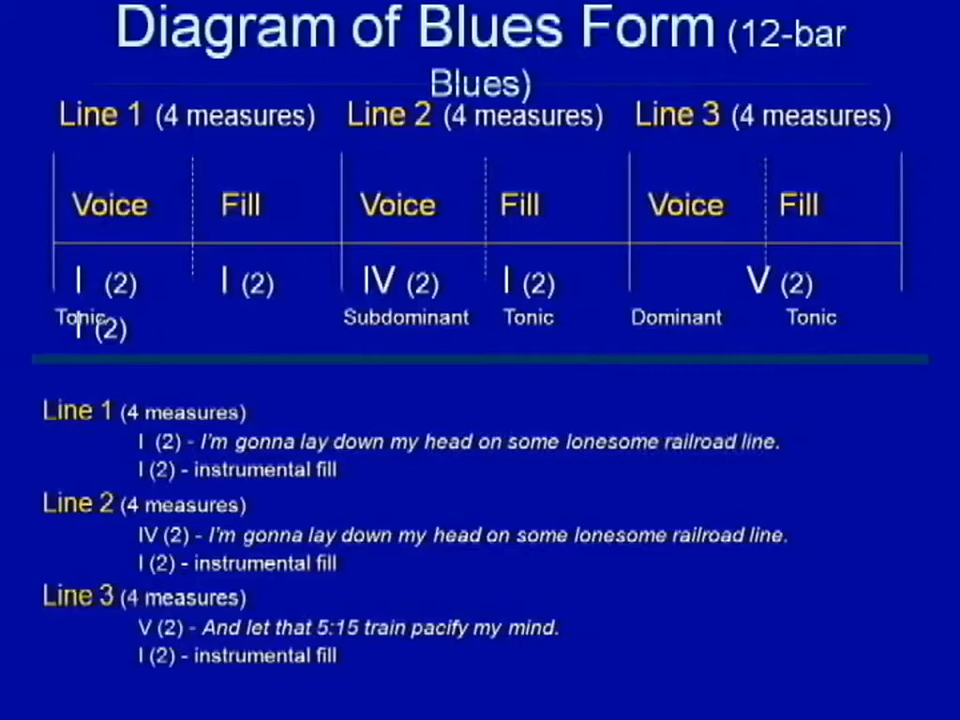 Diagram of Blues Form (12-bar
Blues)
Line 1 (4 measures) Line 2 (4 measures) Line 3 (4 measures)
Voice Fill Voice Fill Voice Fill
I (2) I (2) IV (2) I (2) V (2)
Tonic Subdominant Tonic Dominant Tonic
I (2)
Line 1 (4 measures)
I (2) - I'm gonna lay down my head on some lonesome railroad line.
I (2) - instrumental fill
Line 2 (4 measures)
IV (2) - I'm gonna lay down my head on some lonesome railroad line.
I (2) - instrumental fill
Line 3 (4 measures)
V (2) - And let that 5:15 train pacify my mind.
I (2) - instrumental fill